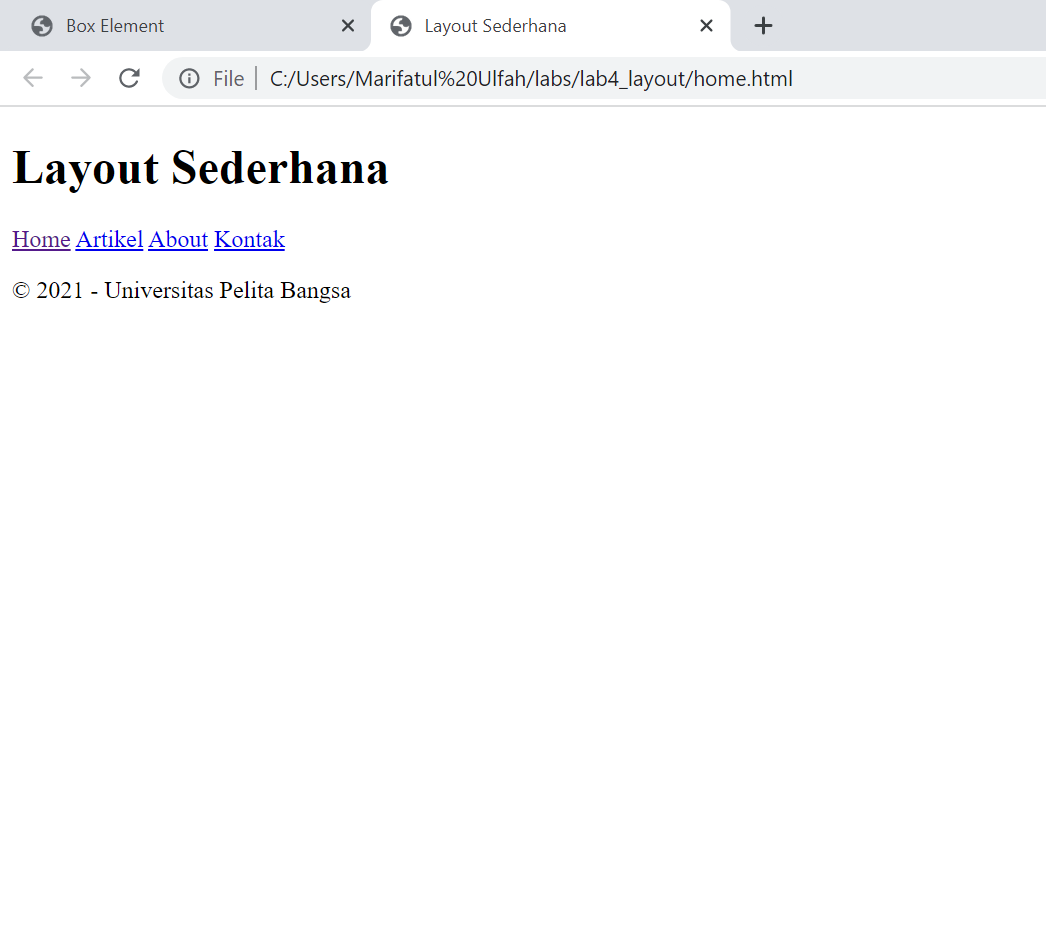 Box Element
Layout Sederhana
File
C:/Users/Marifatul%20Ulfah/labs/lab4_layout/home.html
Layout Sederhana
Home Artikel About Kontak
© 2021 - Universitas Pelita Bangsa